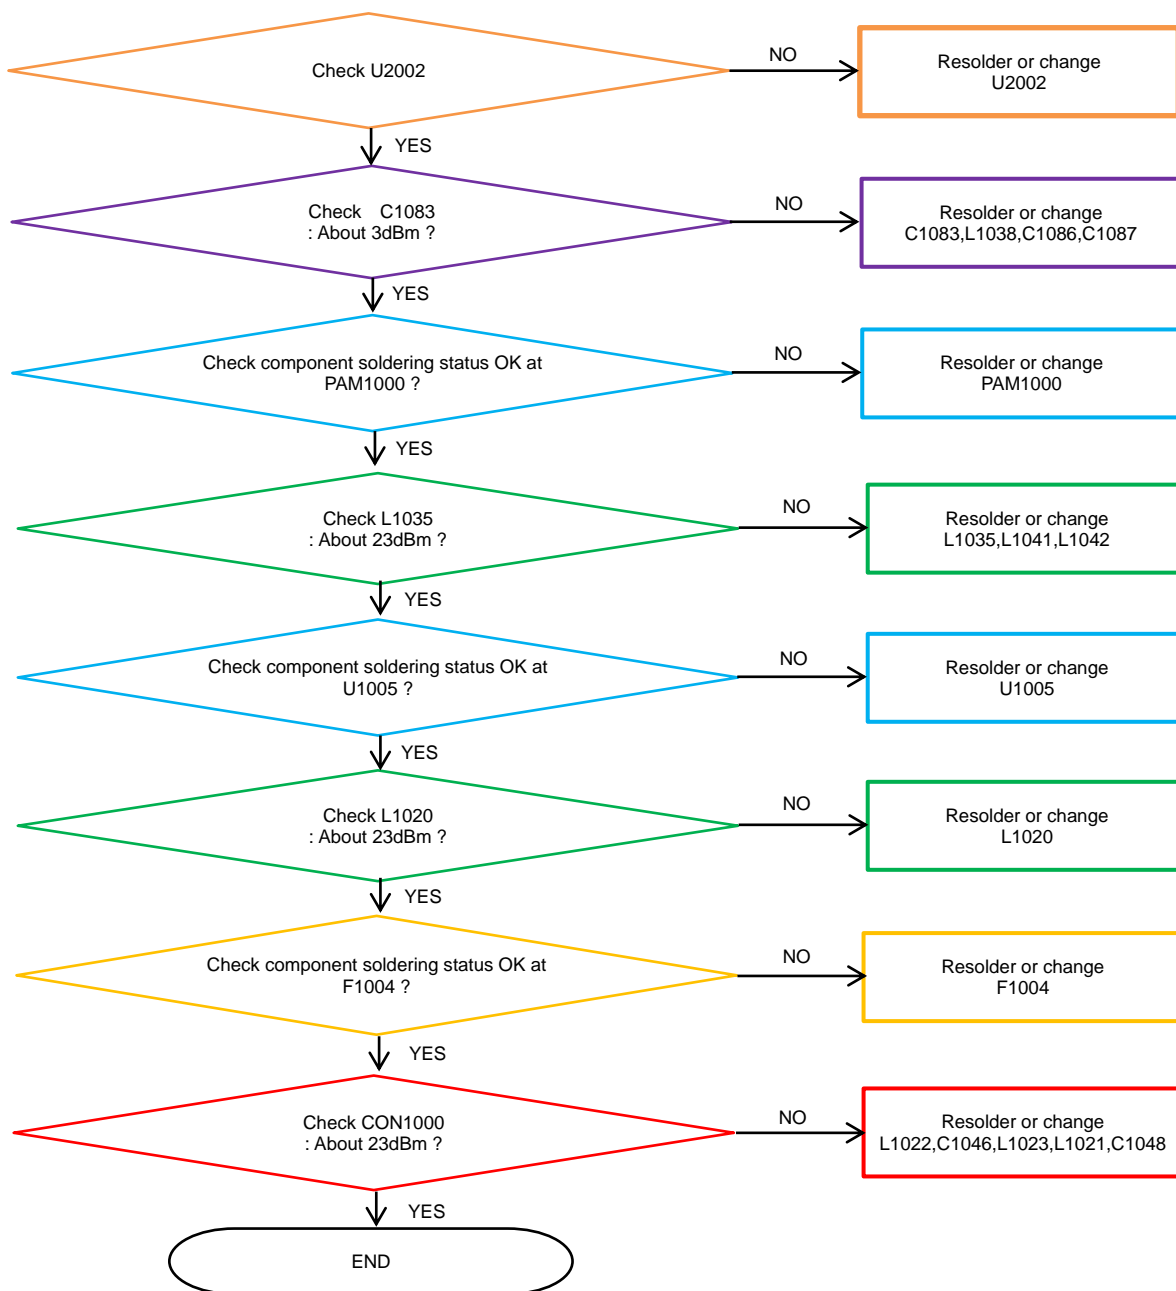 Check U2002
NO
Resolder or change
U2002
YES
Check C1083
: About 3dBm ?
NO
Resolder or change
C1083,L1038,C1086,C1087
YES
Check component soldering status OK at
PAM1000 ?
NO
Resolder or change
PAM1000
YES
Check L1035
: About 23dBm ?
NO
Resolder or change
L1035,L1041,L1042
YES
Check component soldering status OK at
U1005 ?
NO
Resolder or change
U1005
YES
Check L1020
: About 23dBm ?
NO
Resolder or change
L1020
YES
Check component soldering status OK at
F1004 ?
NO
Resolder or change
F1004
YES
Check CON1000
: About 23dBm ?
NO
Resolder or change
L1022,C1046,L1023,L1021,C1048
YES
END